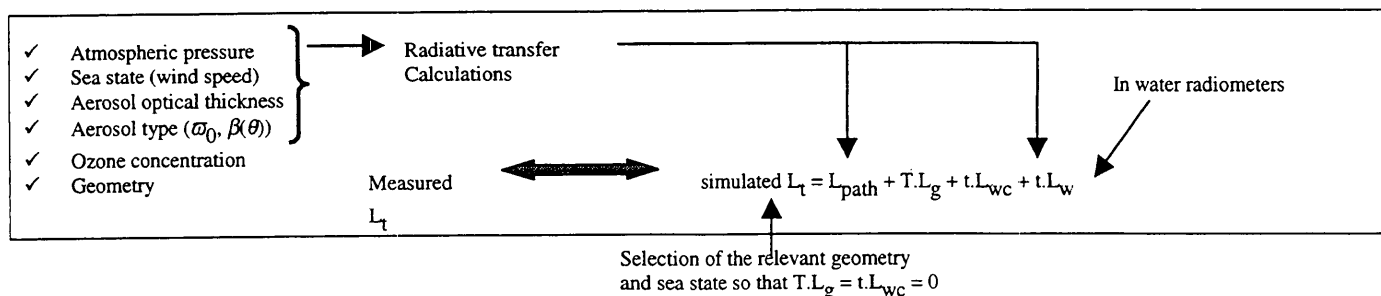 ✓ Atmospheric pressure
✓ Sea state (wind speed)
✓ Aerosol optical thickness
✓ Aerosol type (ϖ0, β(θ))
✓ Ozone concentration
✓ Geometry
Radiative transfer
Calculations
In water radiometers
Measured
Lt
simulated Lt = Lpath + T.Lg + t.Lwc + t.Lw
Selection of the relevant geometry
and sea state so that T.Lg = t.Lwc = 0